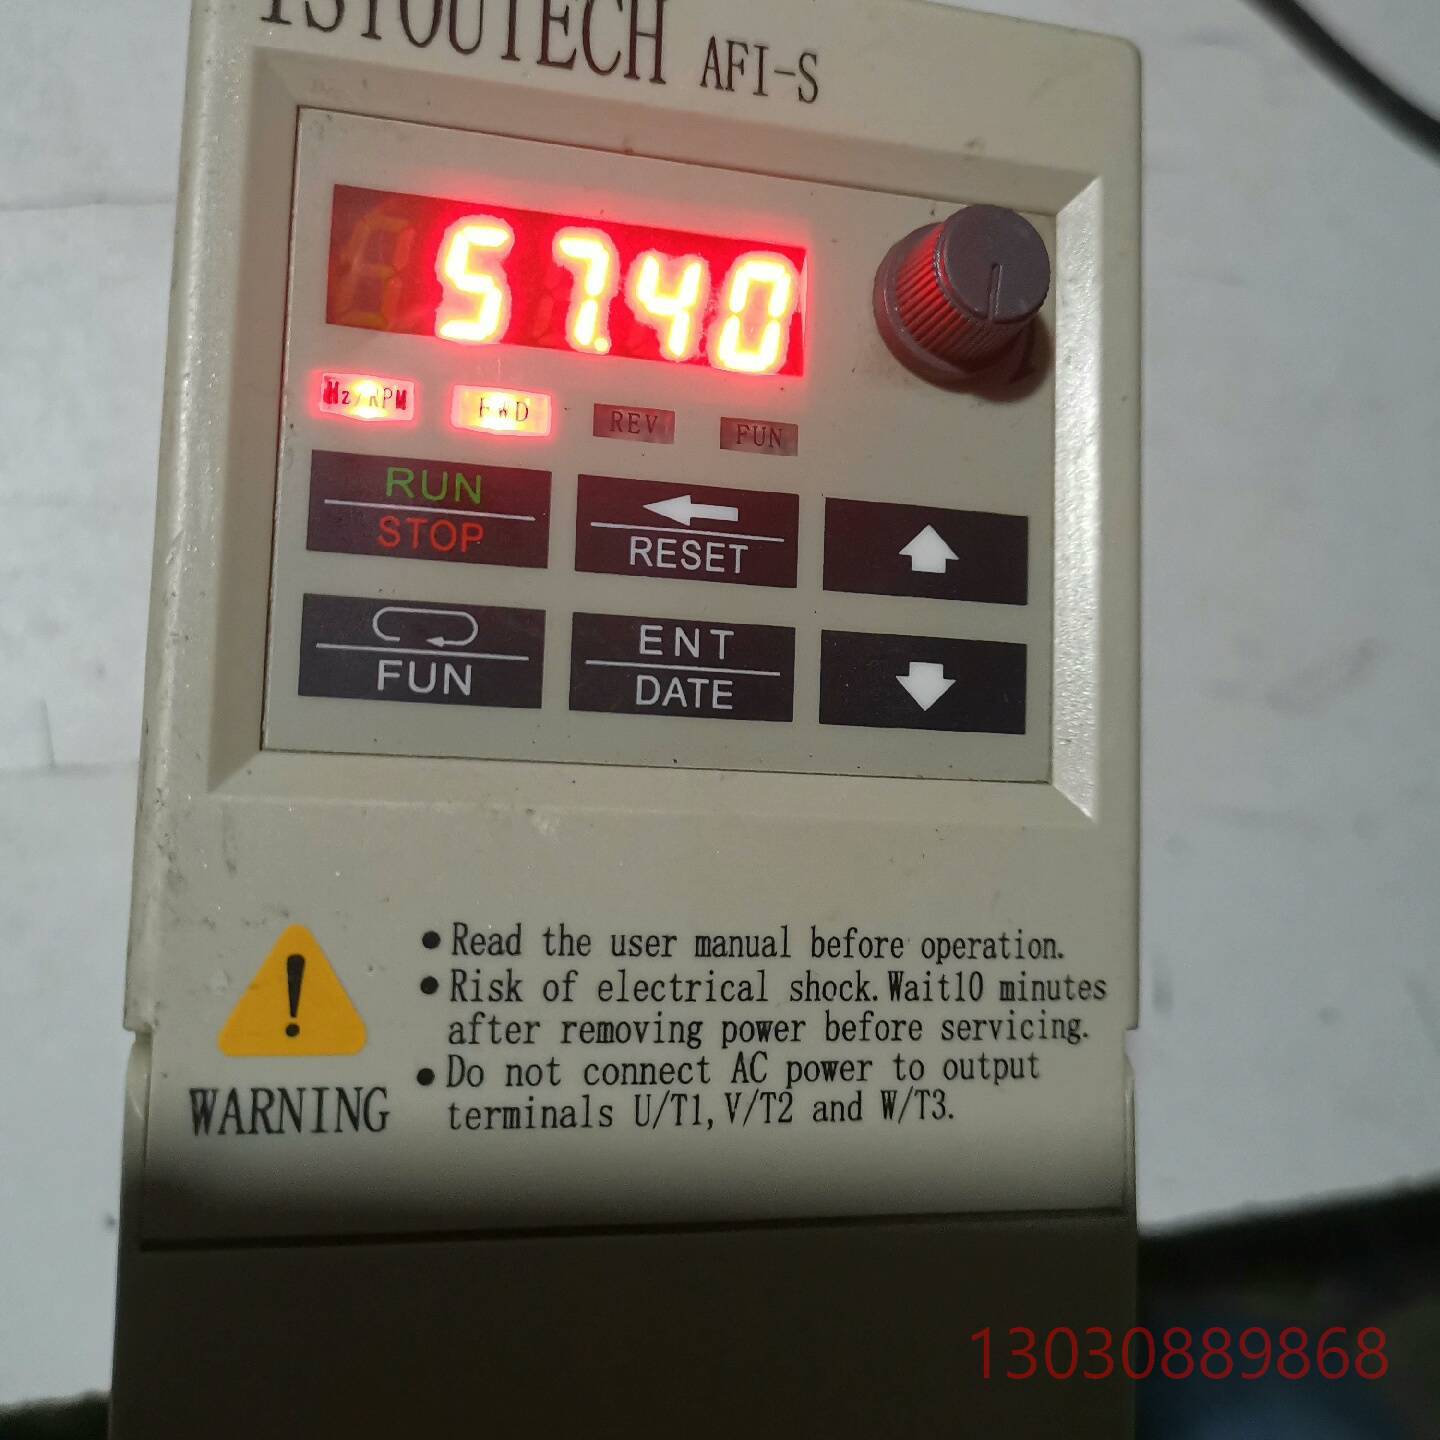 AFI-S
57.40
Hz/RPM FWD REV FUN
RUN
STOP
RESET
FUN
ENT
DATE
WARNING
● Read the user manual before operation.
● Risk of electrical shock.Wait10 minutes
after removing power before servicing.
● Do not connect AC power to output
terminals U/T1,V/T2 and W/T3.
13030889868